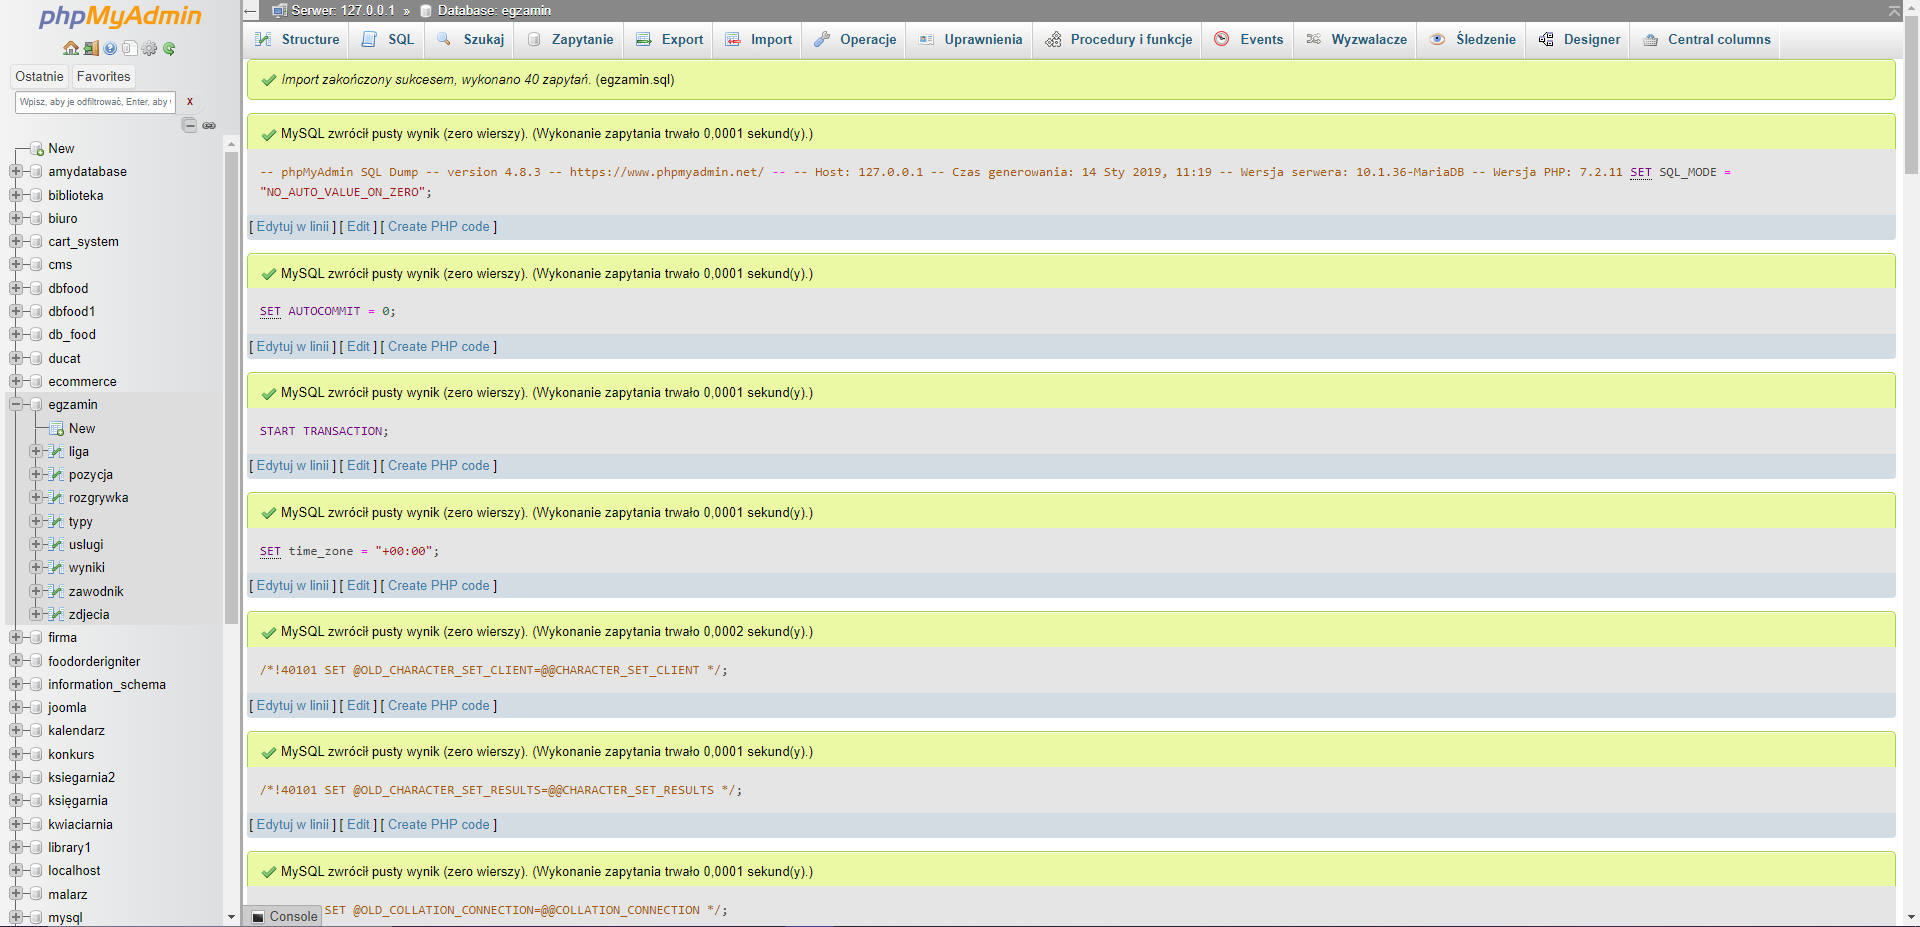 phpMyAdmin
Ostatnie Favorites
Wpisz, aby je odfiltrować, Enter, aby X
New
amydatabase
biblioteka
biuro
cart_system
cms
dbfood
dbfood1
db_food
ducat
ecommerce
egzamin
New
liga
pozycja
rozgrywka
typy
uslugi
wyniki
zawodnik
zdjecia
firma
foodorderigniter
information_schema
joomla
kalendarz
konkurs
ksiegarnia2
księgarnia
kwiaciarnia
library1
localhost
malarz
mysql
Serwer: 127.0.0.1 » Database: egzamin
Structure SQL Szukaj Zapytanie Export Import Operacje Uprawnienia Procedury i funkcje Events Wyzwalacze Śledzenie Designer Central columns
Import zakończony sukcesem, wykonano 40 zapytań. (egzamin.sql)
MySQL zwrócił pusty wynik (zero wierszy). (Wykonanie zapytania trwało 0,0001 sekund(y).)
-- phpMyAdmin SQL Dump -- version 4.8.3 -- https://www.phpmyadmin.net/ -- -- Host: 127.0.0.1 -- Czas generowania: 14 Sty 2019, 11:19 -- Wersja serwera: 10.1.36-MariaDB -- Wersja PHP: 7.2.11 SET SQL_MODE =
"NO_AUTO_VALUE_ON_ZERO";
[ Edytuj w linii ] [ Edit ] [ Create PHP code ]
MySQL zwrócił pusty wynik (zero wierszy). (Wykonanie zapytania trwało 0,0001 sekund(y).)
SET AUTOCOMMIT = 0;
[ Edytuj w linii ] [ Edit ] [ Create PHP code ]
MySQL zwrócił pusty wynik (zero wierszy). (Wykonanie zapytania trwało 0,0001 sekund(y).)
START TRANSACTION;
[ Edytuj w linii ] [ Edit ] [ Create PHP code ]
MySQL zwrócił pusty wynik (zero wierszy). (Wykonanie zapytania trwało 0,0001 sekund(y).)
SET time_zone = "+00:00";
[ Edytuj w linii ] [ Edit ] [ Create PHP code ]
MySQL zwrócił pusty wynik (zero wierszy). (Wykonanie zapytania trwało 0,0002 sekund(y).)
/*!40101 SET @OLD_CHARACTER_SET_CLIENT=@@CHARACTER_SET_CLIENT */;
[ Edytuj w linii ] [ Edit ] [ Create PHP code ]
MySQL zwrócił pusty wynik (zero wierszy). (Wykonanie zapytania trwało 0,0001 sekund(y).)
/*!40101 SET @OLD_CHARACTER_SET_RESULTS=@@CHARACTER_SET_RESULTS */;
[ Edytuj w linii ] [ Edit ] [ Create PHP code ]
MySQL zwrócił pusty wynik (zero wierszy). (Wykonanie zapytania trwało 0,0001 sekund(y).)
SET @OLD_COLLATION_CONNECTION=@@COLLATION_CONNECTION */;
Console